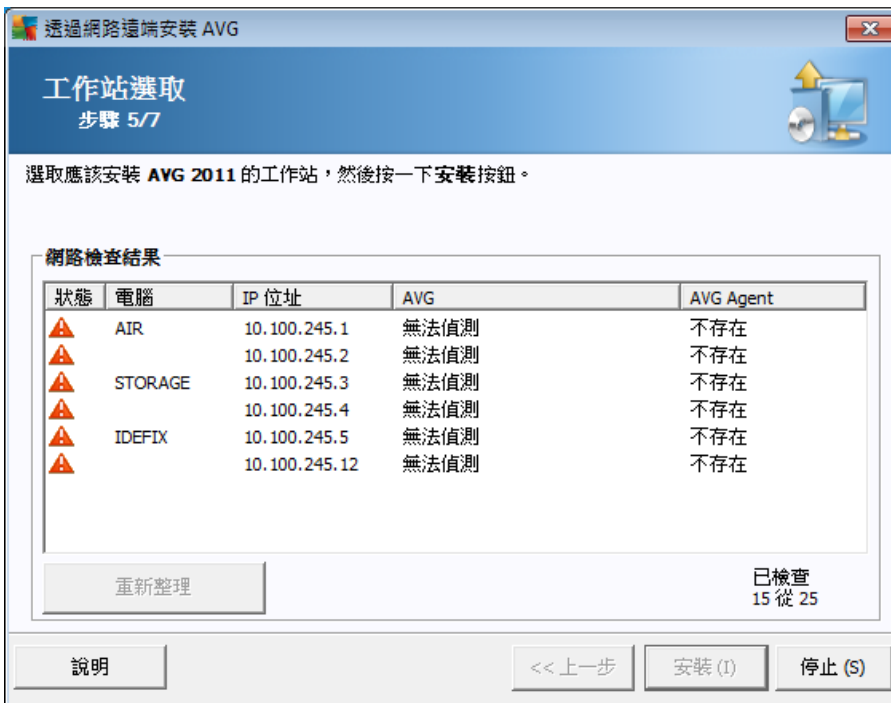 透過網路遠端安裝 AVG
工作站選取
步驟 5/7
選取應該安裝 AVG 2011 的工作站，然後按一下安裝按鈕。
網路檢查結果
狀態 電腦 IP 位址 AVG AVG Agent
AIR 10.100.245.1 無法偵測 不存在
10.100.245.2 無法偵測 不存在
STORAGE 10.100.245.3 無法偵測 不存在
10.100.245.4 無法偵測 不存在
IDEFIX 10.100.245.5 無法偵測 不存在
10.100.245.12 無法偵測 不存在
重新整理
已檢查
15 從 25
說明 << 上一步 安裝 (I) 停止 (S)